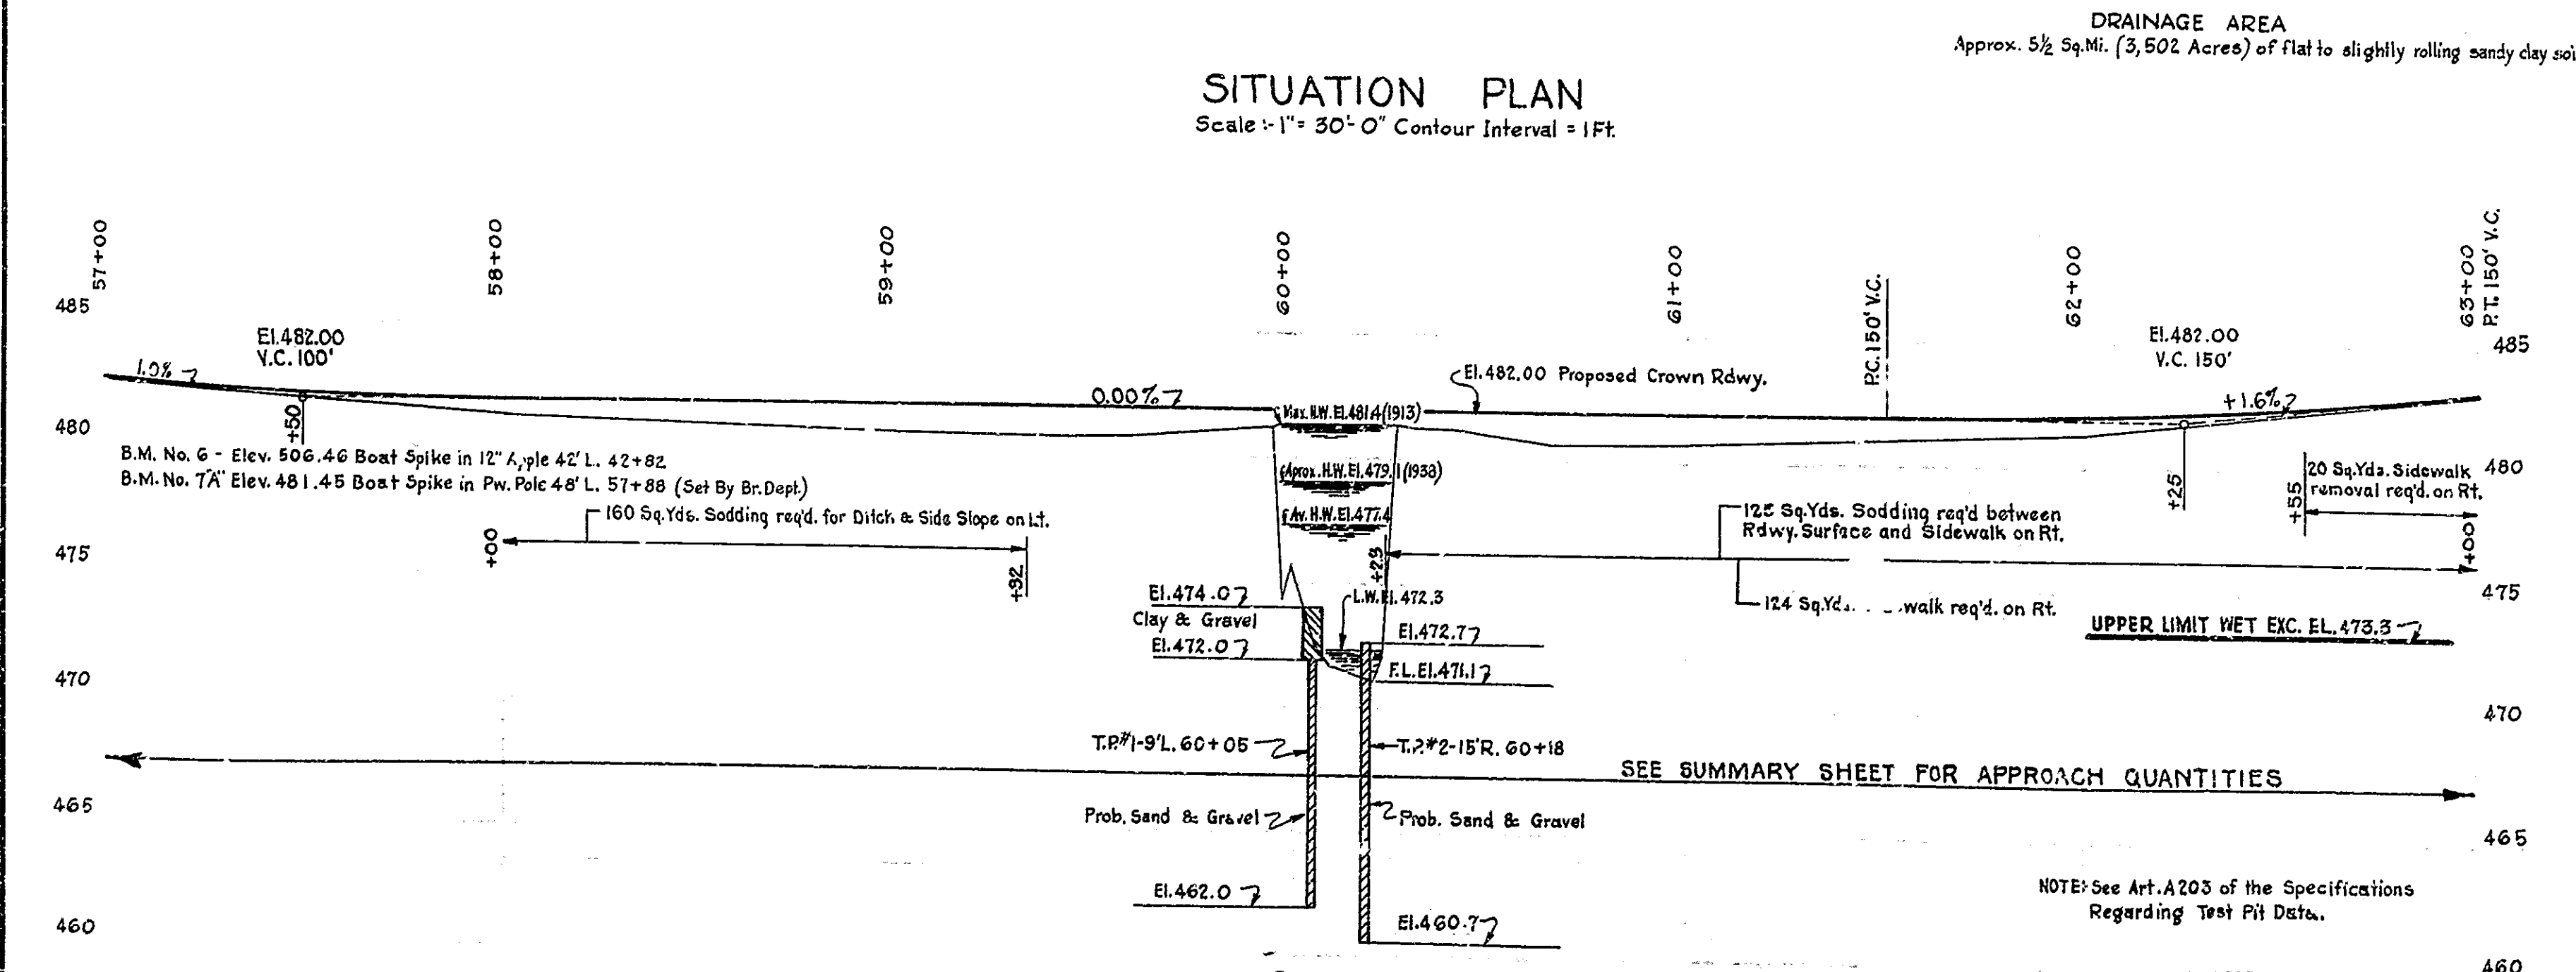 DRAINAGE AREA
Approx. 5½ Sq.Mi. (3,502 Acres) of flat to slightly rolling sandy clay soi
SITUATION PLAN
Scale :- 1" = 30'-0" Contour Interval = 1 Ft.
57+00
58+00
59+00
60+00
61+00
P.C. 150' V.C.
62+00
63+00
P.T. 150' V.C.
485
El.482.00
V.C. 100'
El.482.00
V.C. 150'
485
1.0%
0.00%
El.482.00 Proposed Crown Rdwy.
+1.6%
Max. H.W. El.481.4 (1913)
480
+50
B.M. No. 6 - Elev. 506.46 Boat Spike in 12" Apple 42' L. 42+82
B.M. No. 7"A" Elev. 481.45 Boat Spike in Pw. Pole 48' L. 57+88 (Set By Br. Dept.)
Aprox. H.W. El.479.1 (1938)
+25
20 Sq.Yds. Sidewalk
removal req'd. on Rt.
480
+55
160 Sq.Yds. Sodding req'd. for Ditch & Side Slope on Lt.
Av. H.W. El.477.4
125 Sq.Yds. Sodding req'd between
Rdwy. Surface and Sidewalk on Rt.
475
+00
+82
+28
+00
El.474.0
Clay & Gravel
L.W. El.472.3
124 Sq.Yds. walk req'd. on Rt.
475
El.472.0
El.472.7
UPPER LIMIT WET EXC. EL. 473.3
470
F.L. El.471.1
470
T.P.#1-9'L. 60+05
T.P.#2-15'R. 60+18
SEE SUMMARY SHEET FOR APPROACH QUANTITIES
465
Prob. Sand & Gravel
Prob. Sand & Gravel
465
El.462.0
NOTE: See Art. A203 of the Specifications
Regarding Test Pit Data.
460
El.460.7
460